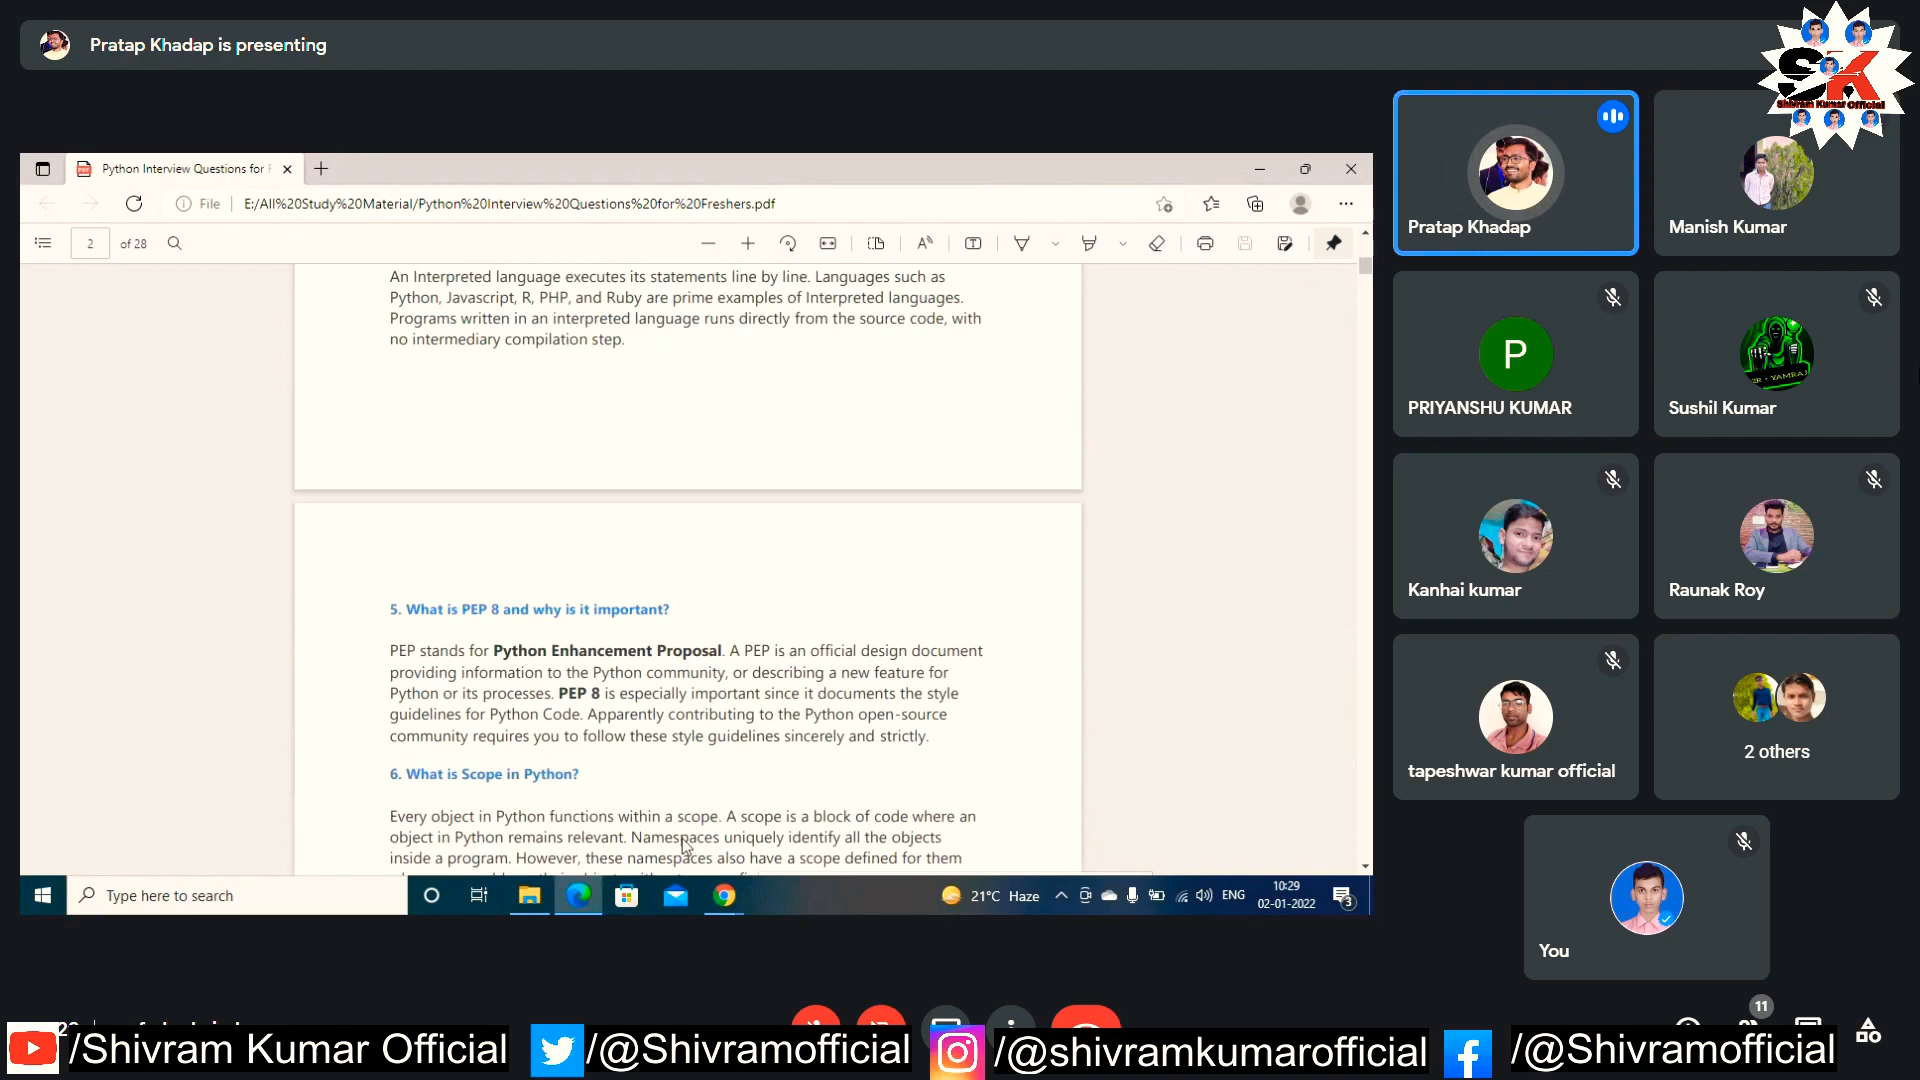 Pratap Khadap is presenting
SK
Shivram Kumar Official
Python Interview Questions for F
File
E:/All%20Study%20Material/Python%20Interview%20Questions%20for%20Freshers.pdf
2 of 28
An Interpreted language executes its statements line by line. Languages such as
Python, Javascript, R, PHP, and Ruby are prime examples of Interpreted languages.
Programs written in an interpreted language runs directly from the source code, with
no intermediary compilation step.
5. What is PEP 8 and why is it important?
PEP stands for Python Enhancement Proposal. A PEP is an official design document
providing information to the Python community, or describing a new feature for
Python or its processes. PEP 8 is especially important since it documents the style
guidelines for Python Code. Apparently contributing to the Python open-source
community requires you to follow these style guidelines sincerely and strictly.
6. What is Scope in Python?
Every object in Python functions within a scope. A scope is a block of code where an
object in Python remains relevant. Namespaces uniquely identify all the objects
inside a program. However, these namespaces also have a scope defined for them
Type here to search
21°C Haze
ENG
10:29
02-01-2022
3
Pratap Khadap
Manish Kumar
P
PRIYANSHU KUMAR
Sushil Kumar
Kanhai kumar
Raunak Roy
tapeshwar kumar official
2 others
You
11
/Shivram Kumar Official
/@Shivramofficial
/@shivramkumarofficial
/@Shivramofficial